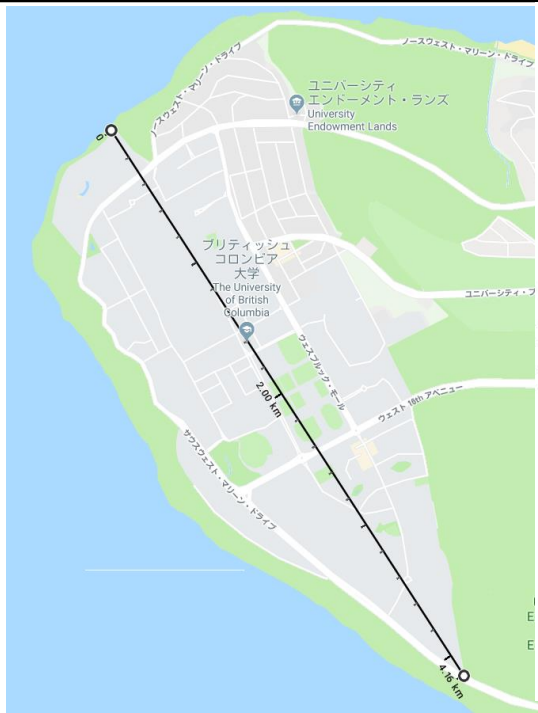 ノースウェスト・マリーン・ドライブ
ノースウェスト・マリーン・ドライブ
ユニバーシティ
エンドーメント・ランズ
University
Endowment Lands
0
ブリティッシュ
コロンビア
大学
The University
of British
Columbia
ユニバーシティ・ブ
ウェスブルック・モール
2.00 km
ウェスト 16th アベニュー
サウスウェスト・マリーン・ドライブ
E
E
4.16 km